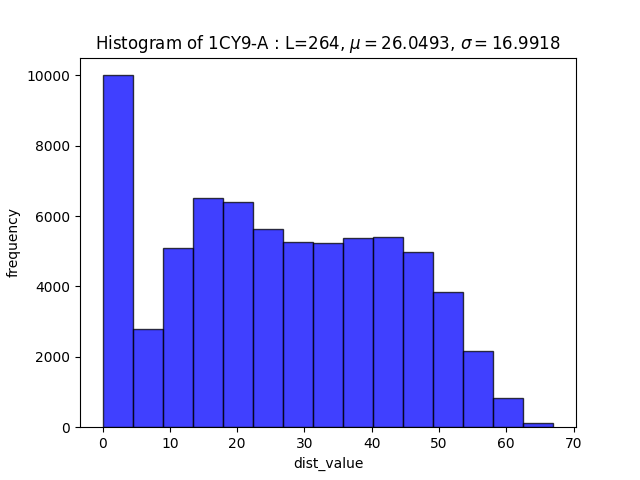 Histogram of 1CY9-A : L=264, μ = 26.0493, σ = 16.9918
10000
8000
6000
4000
2000
0
frequency
0 10 20 30 40 50 60 70
dist_value